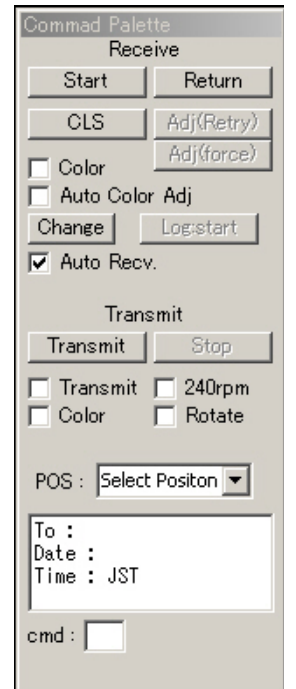 Commad Palette
Receive
Start Return
CLS Adj(Retry)
Adj(force)
Color
Auto Color Adj
Change Log:start
Auto Recv.
Transmit
Transmit Stop
Transmit 240rpm
Color Rotate
POS : Select Positon
To :
Date :
Time : JST
cmd :